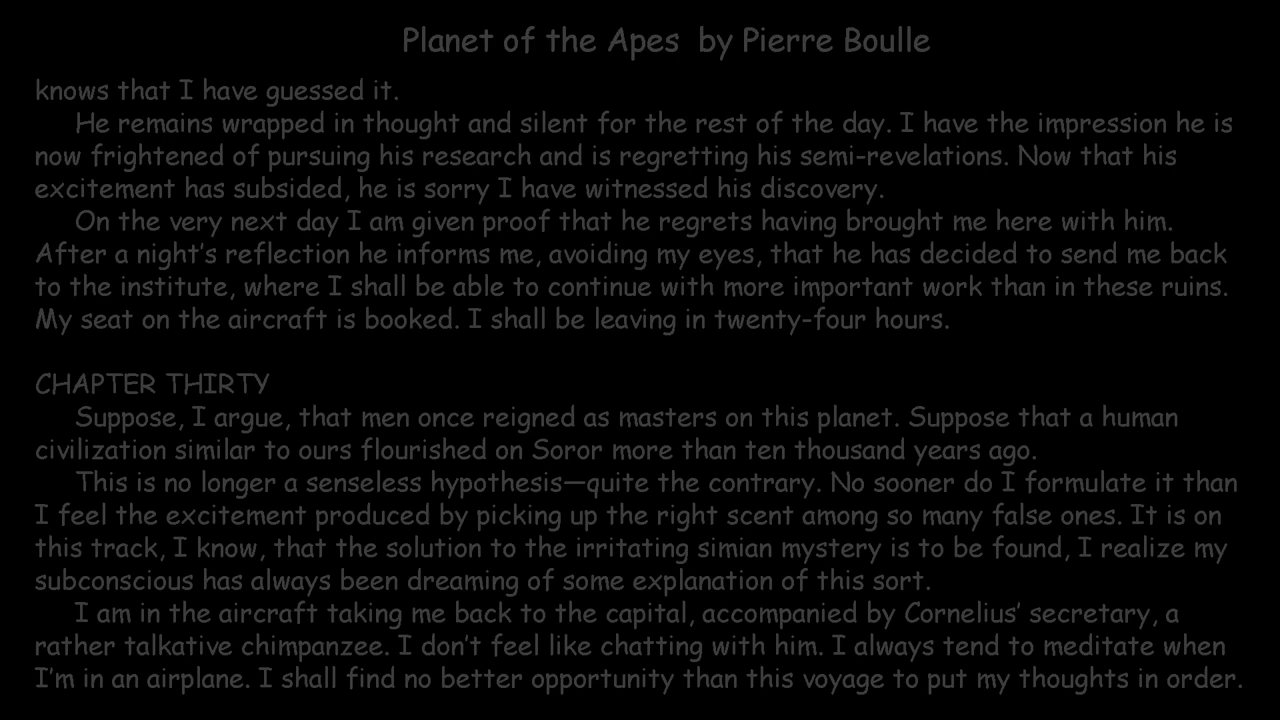 Planet of the Apes  by Pierre Boulle
knows that I have guessed it.
He remains wrapped in thought and silent for the rest of the day. I have the impression he is
now frightened of pursuing his research and is regretting his semi-revelations. Now that his
excitement has subsided, he is sorry I have witnessed his discovery.
On the very next day I am given proof that he regrets having brought me here with him.
After a night’s reflection he informs me, avoiding my eyes, that he has decided to send me back
to the institute, where I shall be able to continue with more important work than in these ruins.
My seat on the aircraft is booked. I shall be leaving in twenty-four hours.
CHAPTER THIRTY
Suppose, I argue, that men once reigned as masters on this planet. Suppose that a human
civilization similar to ours flourished on Soror more than ten thousand years ago.
This is no longer a senseless hypothesis—quite the contrary. No sooner do I formulate it than
I feel the excitement produced by picking up the right scent among so many false ones. It is on
this track, I know, that the solution to the irritating simian mystery is to be found, I realize my
subconscious has always been dreaming of some explanation of this sort.
I am in the aircraft taking me back to the capital, accompanied by Cornelius’ secretary, a
rather talkative chimpanzee. I don’t feel like chatting with him. I always tend to meditate when
I’m in an airplane. I shall find no better opportunity than this voyage to put my thoughts in order.